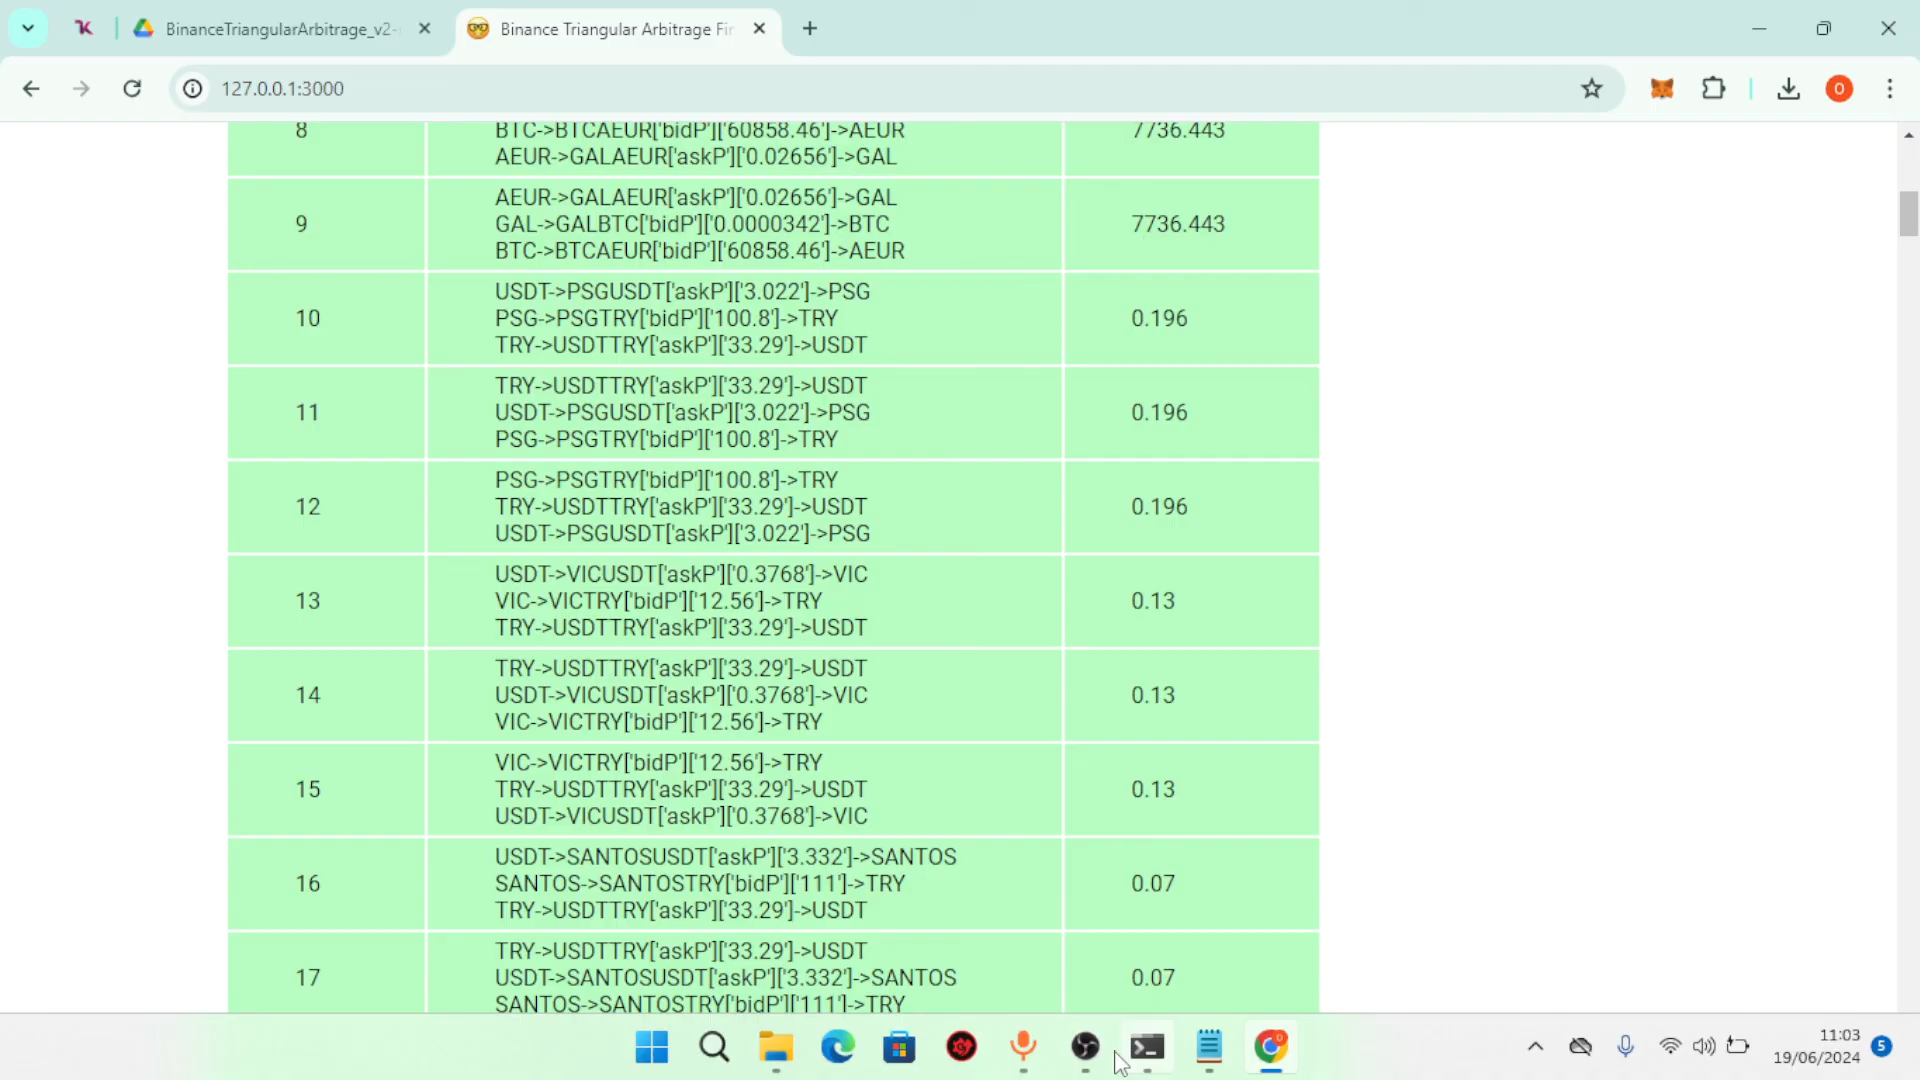 BinanceTriangularArbitrage_v2-
Binance Triangular Arbitrage Fir
127.0.0.1:3000
O
8
BTC->BTCAEUR['bidP']['60858.46']->AEUR
AEUR->GALAEUR['askP']['0.02656']->GAL
7736.443
9
AEUR->GALAEUR['askP']['0.02656']->GAL
GAL->GALBTC['bidP']['0.0000342']->BTC
BTC->BTCAEUR['bidP']['60858.46']->AEUR
7736.443
10
USDT->PSGUSDT['askP']['3.022']->PSG
PSG->PSGTRY['bidP']['100.8']->TRY
TRY->USDTTRY['askP']['33.29']->USDT
0.196
11
TRY->USDTTRY['askP']['33.29']->USDT
USDT->PSGUSDT['askP']['3.022']->PSG
PSG->PSGTRY['bidP']['100.8']->TRY
0.196
12
PSG->PSGTRY['bidP']['100.8']->TRY
TRY->USDTTRY['askP']['33.29']->USDT
USDT->PSGUSDT['askP']['3.022']->PSG
0.196
13
USDT->VICUSDT['askP']['0.3768']->VIC
VIC->VICTRY['bidP']['12.56']->TRY
TRY->USDTTRY['askP']['33.29']->USDT
0.13
14
TRY->USDTTRY['askP']['33.29']->USDT
USDT->VICUSDT['askP']['0.3768']->VIC
VIC->VICTRY['bidP']['12.56']->TRY
0.13
15
VIC->VICTRY['bidP']['12.56']->TRY
TRY->USDTTRY['askP']['33.29']->USDT
USDT->VICUSDT['askP']['0.3768']->VIC
0.13
16
USDT->SANTOSUSDT['askP']['3.332']->SANTOS
SANTOS->SANTOSTRY['bidP']['111']->TRY
TRY->USDTTRY['askP']['33.29']->USDT
0.07
17
TRY->USDTTRY['askP']['33.29']->USDT
USDT->SANTOSUSDT['askP']['3.332']->SANTOS
SANTOS->SANTOSTRY['bidP']['111']->TRY
0.07
11:03
19/06/2024
5